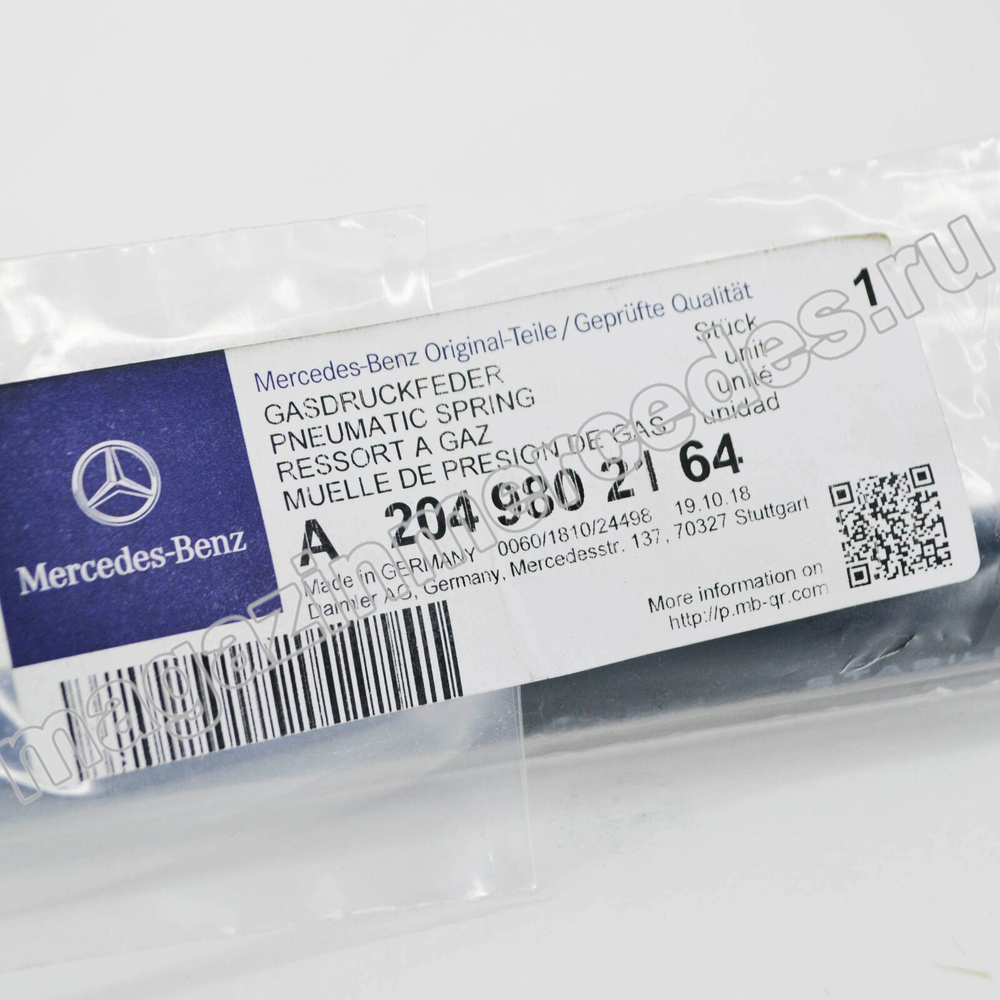 Mercedes-Benz
Mercedes-Benz Original-Teile / Geprüfte Qualität
GASDRUCKFEDER
PNEUMATIC SPRING
RESSORT A GAZ
MUELLE DE PRESION DE GAS
Stück
unit
unité
unidad
1
A 204 980 21 64
Made in GERMANY 0060/1810/24498 19.10.18
Daimler AG, Germany, Mercedesstr. 137, 70327 Stuttgart
More information on
http://p.mb-qr.com/
magazinmercedes.ru